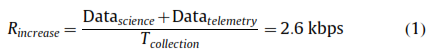 R_increase = (Data_science + Data_telemetry) / T_collection = 2.6 kbps (1)